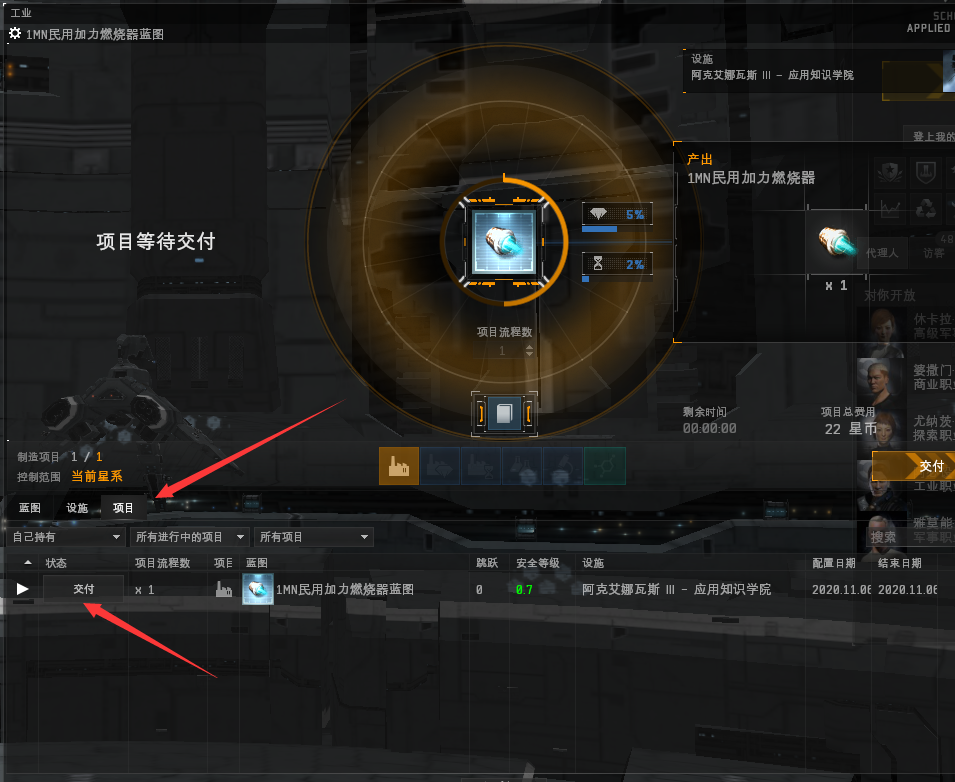 工业
1MN民用加力燃烧器蓝图
SCH
APPLIED
设施
阿克艾娜瓦斯 III - 应用知识学院
登上我的
产出
1MN民用加力燃烧器
x 1
项目等待交付
5%
2%
项目流程数
1
48
代理人
访客
对你开放
休卡拉
高级军
婆撒门
商业职
尤纳茨
探索职
工业职
雅莫能
军事职
搜索
剩余时间
00:00:00
项目总费用
22 星币
交付
制造项目 1 / 1
控制范围 当前星系
蓝图 设施 项目
自己持有 所有进行中的项目 所有项目
状态 项目流程数 项目 蓝图 跳跃 安全等级 设施 配置日期 结束日期
交付 x 1 1MN民用加力燃烧器蓝图 0 0.7 阿克艾娜瓦斯 III - 应用知识学院 2020.11.06 2020.11.06